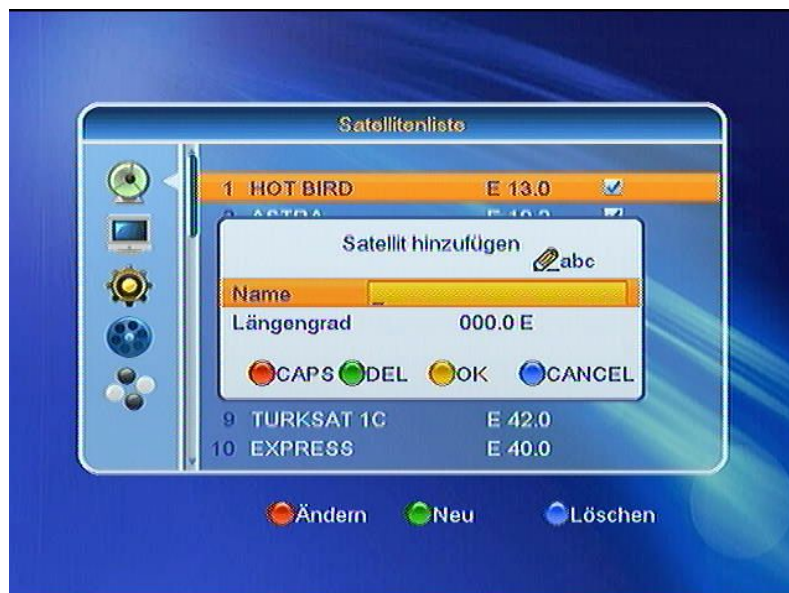 Satellitenliste
1 HOT BIRD E 13.0
Satellit hinzufügen
abc
Name _
Längengrad 000.0 E
CAPS DEL OK CANCEL
9 TURKSAT 1C E 42.0
10 EXPRESS E 40.0
Ändern Neu Löschen